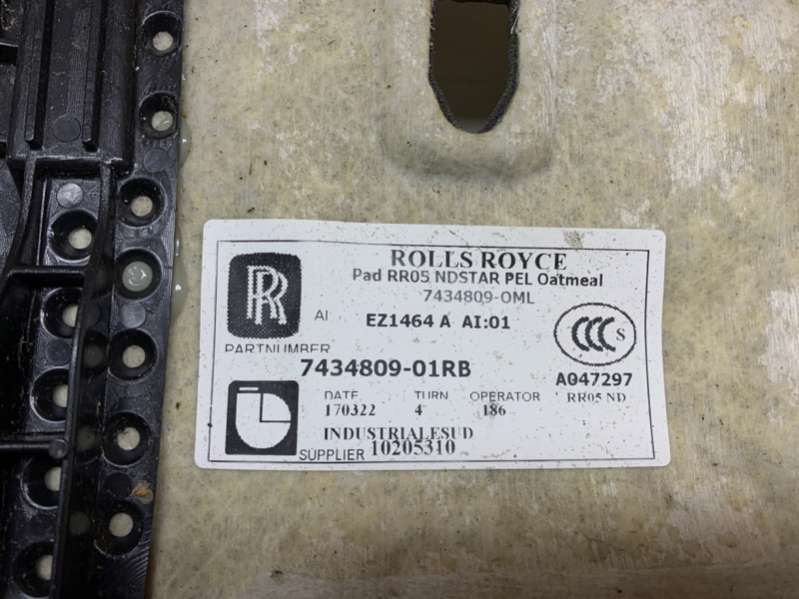 ROLLS ROYCE
Pad RR05 NDSTAR PEL Oatmeal
7434809-OML
AI EZ1464 A AI:01
PARTNUMBER
7434809-01RB
A047297
DATE TURN OPERATOR RR05 ND
170322 4 186
INDUSTRIALESUD
SUPPLIER 10205310
RR
CCC S